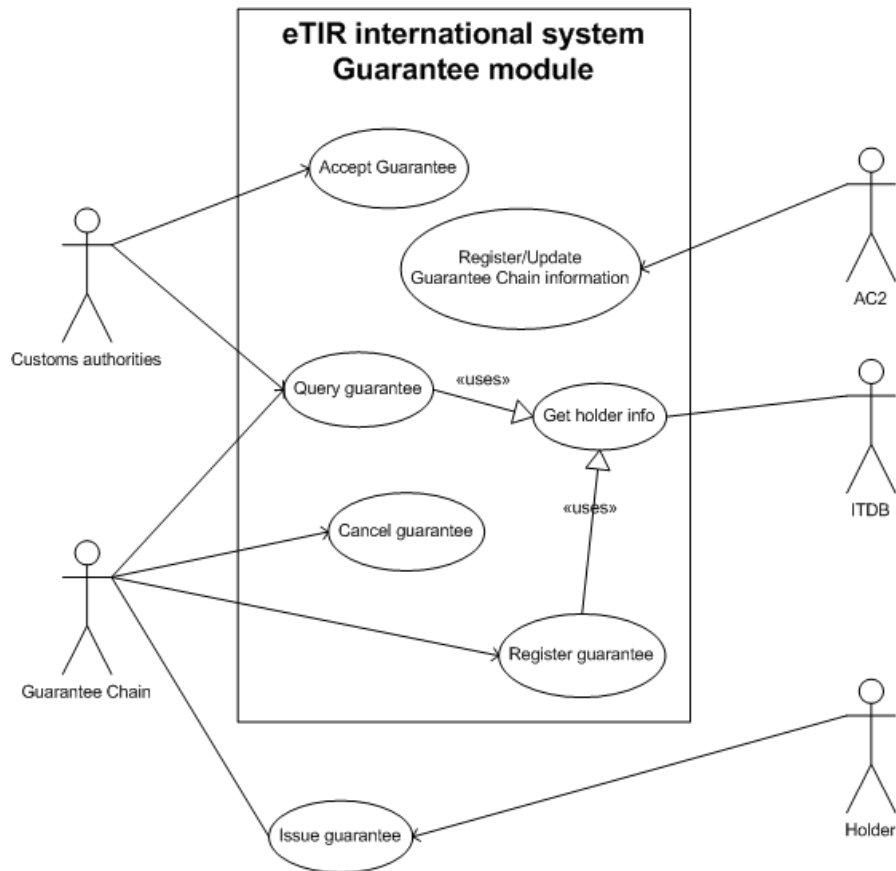 eTIR international system
Guarantee module
Accept Guarantee
Register/Update
Guarantee Chain information
AC2
Customs authorities
Query guarantee
«uses»
Get holder info
ITDB
«uses»
Cancel guarantee
Register guarantee
Guarantee Chain
Issue guarantee
Holder